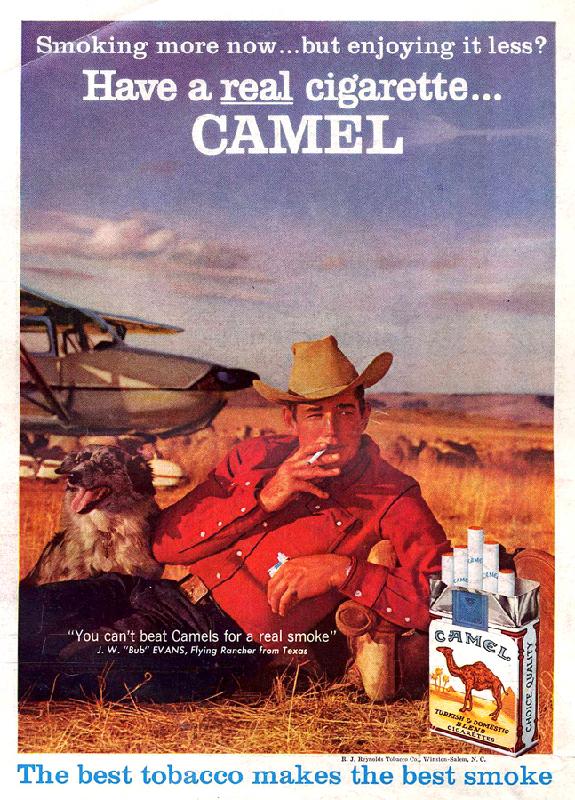 Smoking more now...but enjoying it less?
Have a real cigarette...
CAMEL
"You can't beat Camels for a real smoke"
J. W. "Bub" EVANS, Flying Rancher from Texas
CAMEL
CAMEL
CAMEL
TURKISH & DOMESTIC
BLEND
CIGARETTES
CHOICE QUALITY
R. J. Reynolds Tobacco Co., Winston-Salem, N. C.
The best tobacco makes the best smoke